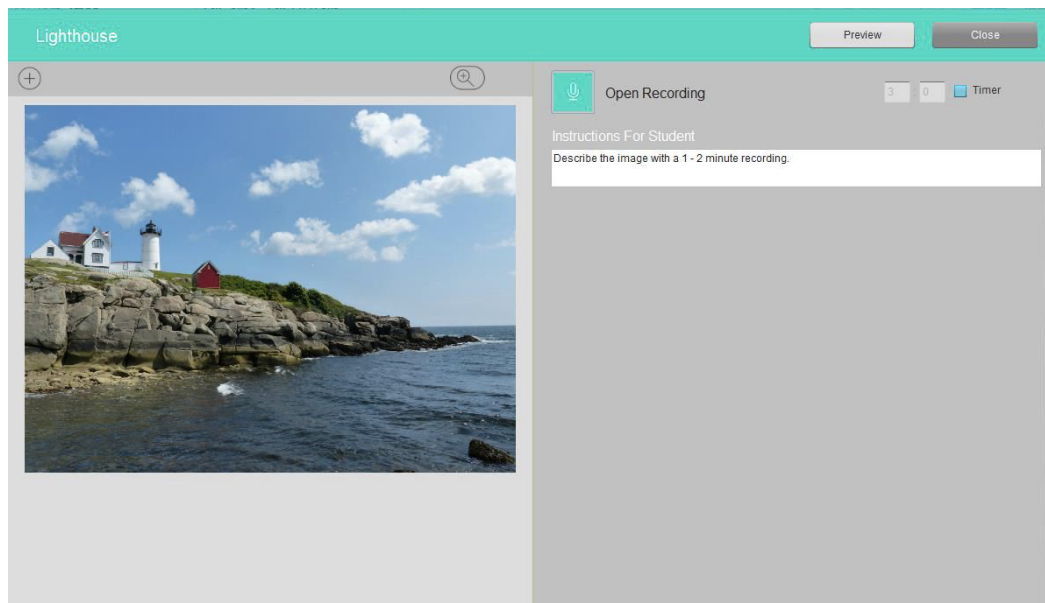 Lighthouse
Preview
Close
Open Recording
3 : 0
Timer
Instructions For Student
Describe the image with a 1 - 2 minute recording.